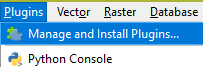 Plugins Vector Raster Database
Manage and Install Plugins...
Python Console